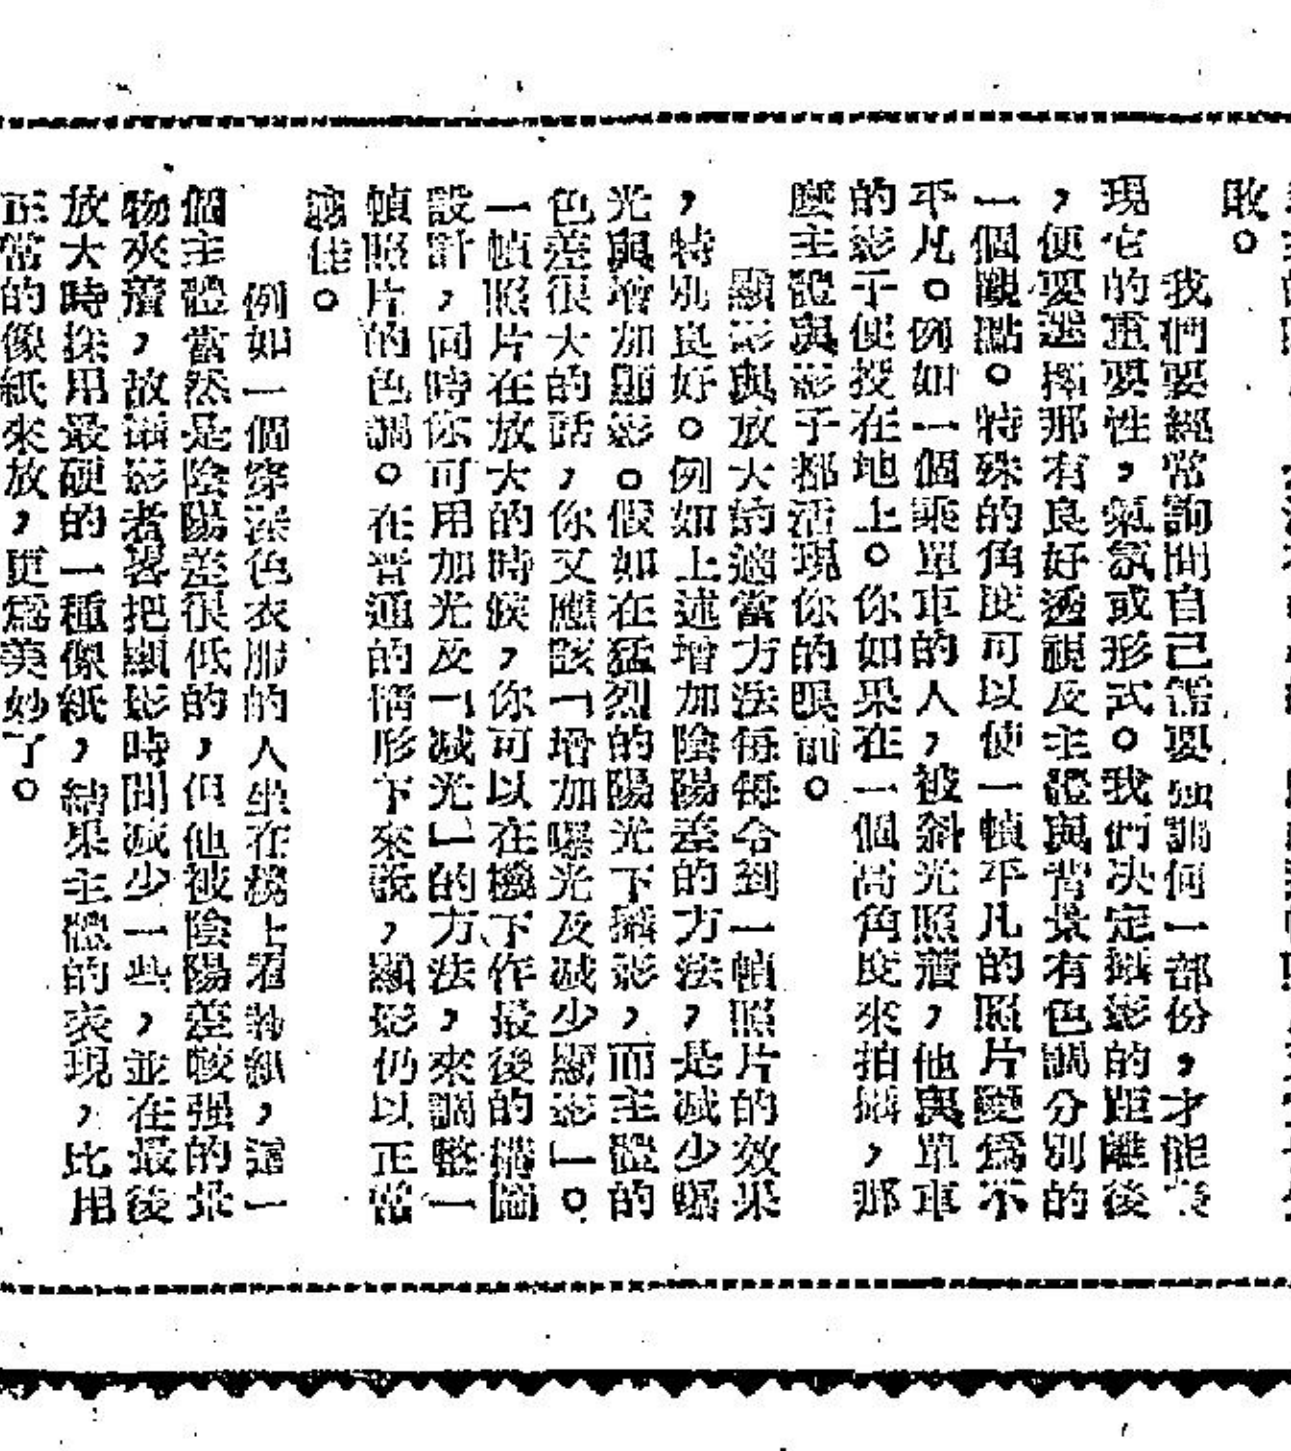 敗。
我們要經常詢問自己需要強調何一部份，才能表
現它的重要性，氣氛或形式。我們决定攝影的距離後
，便要選擇那有良好透視及主體與背景有色調分別的
一個觀點。特殊的角度可以使一幀平凡的照片變爲不
平凡。例如一個乘單車的人，被斜光照着，他與單車
的影子便投在地上。你如果在一個高角度來拍攝，那
麼主體與影子都活現你的眼前。
顯影與放大的適當方法每每令到一幀照片的效果
，特別良好。例如上述增加陰陽差的方法，是减少曝
光與增加顯影。假如在猛烈的陽光下攝影，而主體的
色差很大的話，你又應該「增加曝光及减少顯影」。
一幀照片在放大的時候，你可以在機下作最後的構圖
設計，同時你可用加光及「减光」的方法，來調整一
幀照片的色調。在普通的情形下來說，顯影仍以正常
爲佳。
例如一個穿深色衣服的人坐在櫈上看報紙，這一
個主體當然是陰陽差很低的，但他被陰陽差較强的景
物夾着，故攝影者畧把顯影時間减少一些，並在最後
放大時採用最硬的一種像紙，結果主體的表現，比用
正常的像紙來放，更爲美妙了。